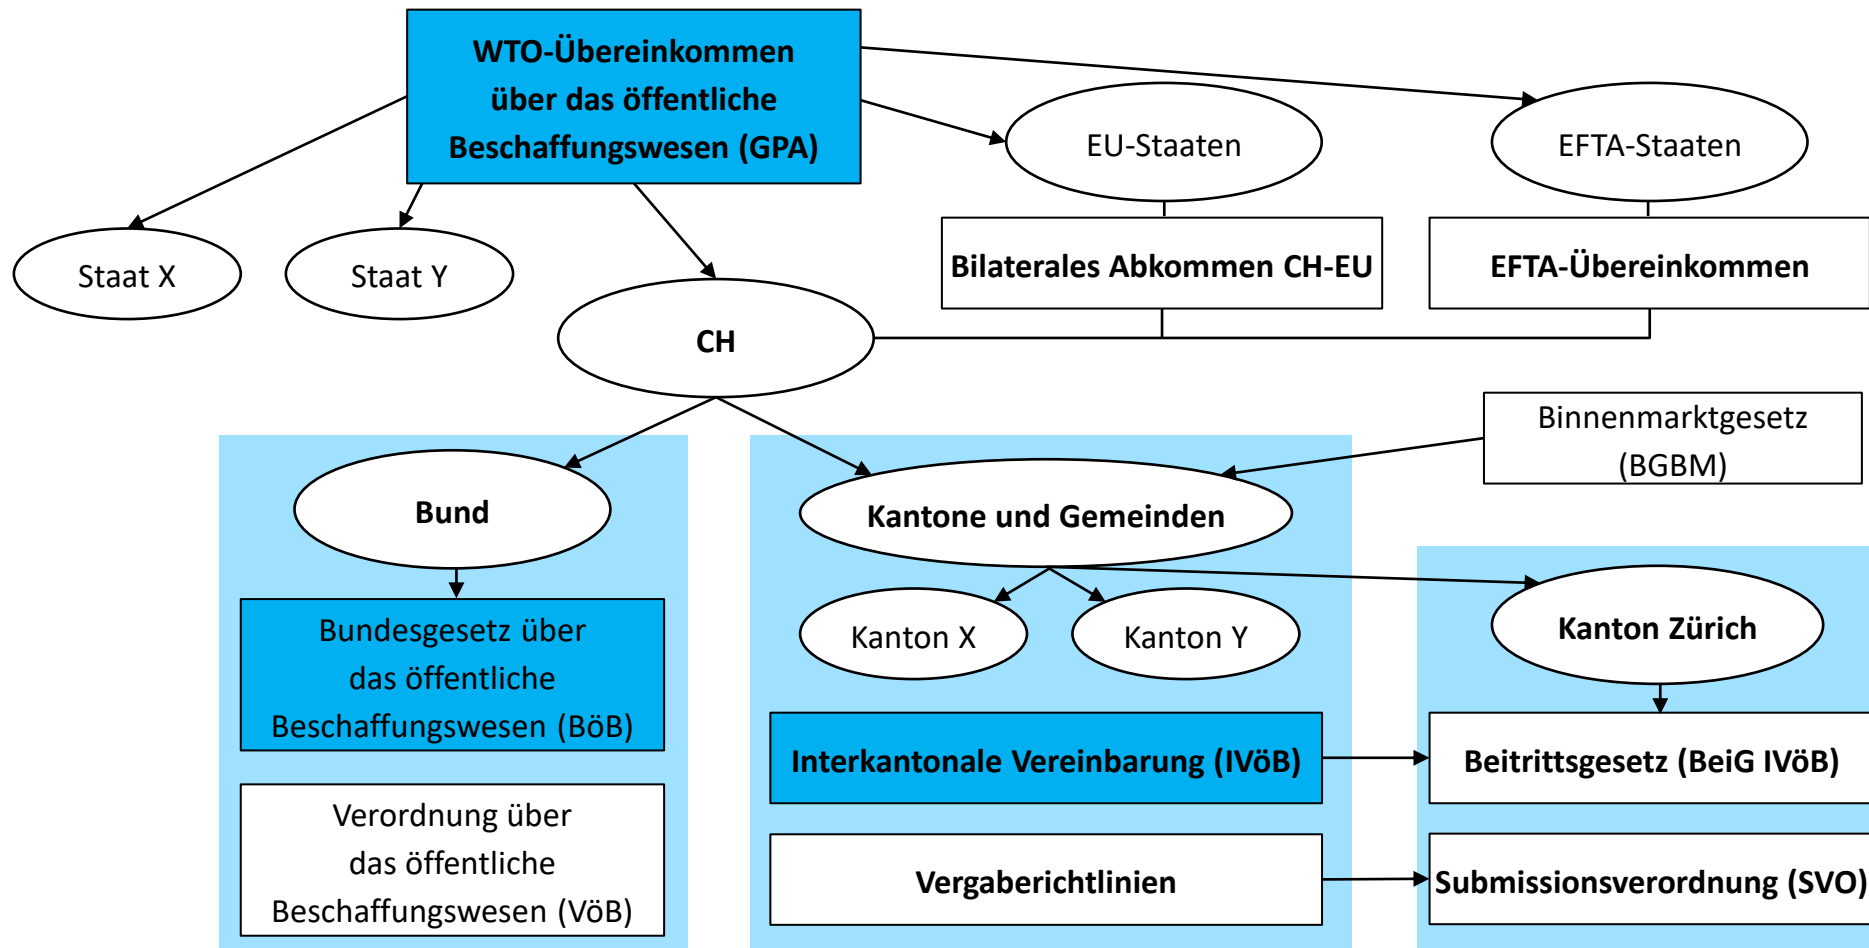 WTO-Übereinkommen
über das öffentliche
Beschaffungswesen (GPA)
EU-Staaten
EFTA-Staaten
Staat X
Staat Y
Bilaterales Abkommen CH-EU
EFTA-Übereinkommen
CH
Binnenmarktgesetz
(BGBM)
Bund
Kantone und Gemeinden
Bundesgesetz über
das öffentliche
Beschaffungswesen (BöB)
Kanton X
Kanton Y
Kanton Zürich
Interkantonale Vereinbarung (IVöB)
Beitrittsgesetz (BeiG IVöB)
Verordnung über
das öffentliche
Beschaffungswesen (VöB)
Vergaberichtlinien
Submissionsverordnung (SVO)